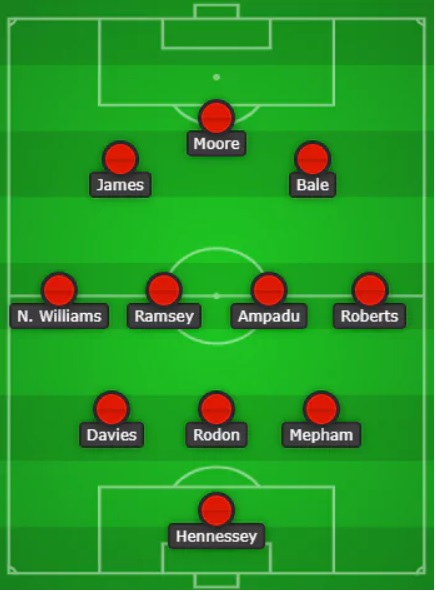 Moore
James
Bale
N. Williams
Ramsey
Ampadu
Roberts
Davies
Rodon
Mepham
Hennessey